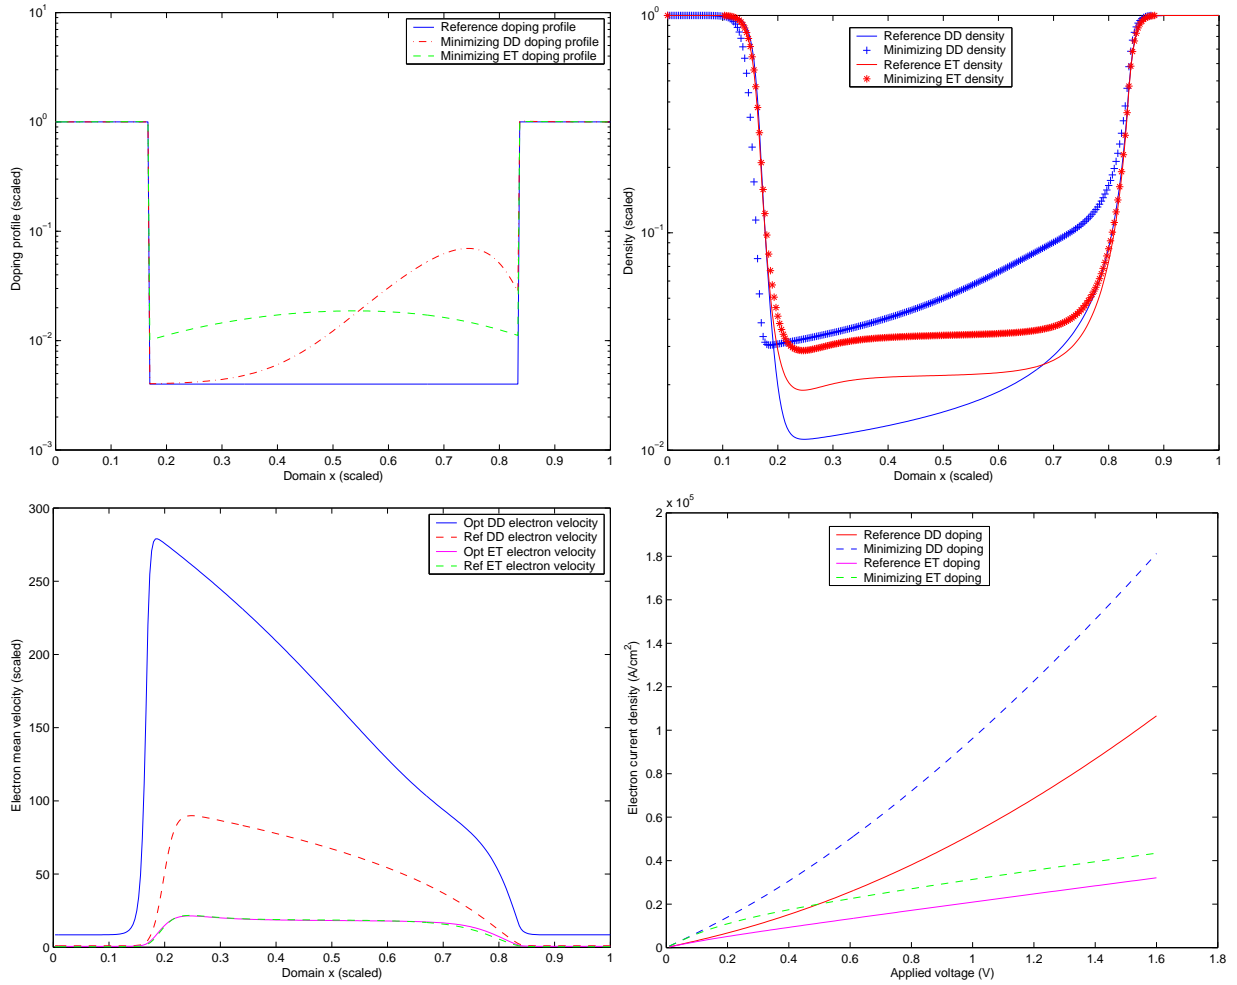 10^1
10^0
10^-1
10^-2
10^-3
Doping profile (scaled)
Reference doping profile
Minimizing DD doping profile
Minimizing ET doping profile
0 0.1 0.2 0.3 0.4 0.5 0.6 0.7 0.8 0.9 1
Domain x (scaled)
10^0
10^-1
10^-2
Density (scaled)
Reference DD density
Minimizing DD density
Reference ET density
Minimizing ET density
0 0.1 0.2 0.3 0.4 0.5 0.6 0.7 0.8 0.9 1
Domain x (scaled)
300
250
200
150
100
50
0
Electron mean velocity (scaled)
Opt DD electron velocity
Ref DD electron velocity
Opt ET electron velocity
Ref ET electron velocity
0 0.1 0.2 0.3 0.4 0.5 0.6 0.7 0.8 0.9 1
Domain x (scaled)
x 10^5
2
1.8
1.6
1.4
1.2
1
0.8
0.6
0.4
0.2
0
Electron current density (A/cm^2)
Reference DD doping
Minimizing DD doping
Reference ET doping
Minimizing ET doping
0 0.2 0.4 0.6 0.8 1 1.2 1.4 1.6 1.8
Applied voltage (V)